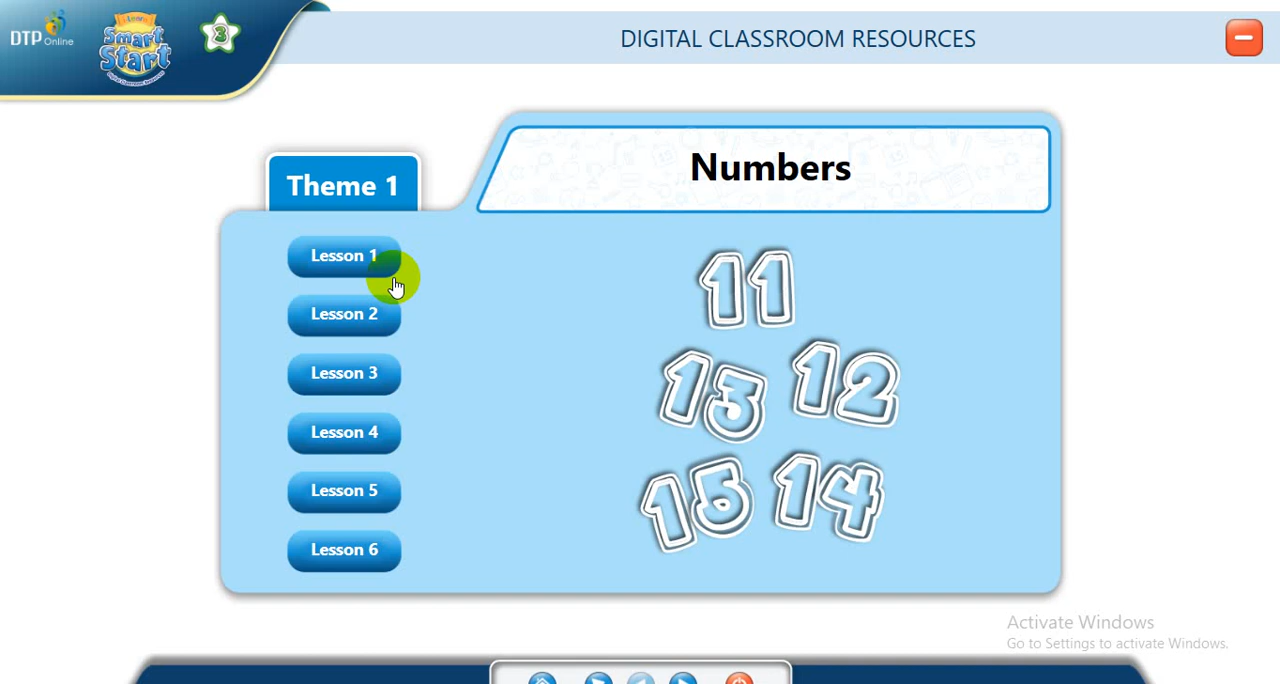 DTP Online
i-Learn
Smart
Start
3
DIGITAL CLASSROOM RESOURCES
Theme 1
Numbers
Lesson 1
Lesson 2
Lesson 3
Lesson 4
Lesson 5
Lesson 6
11
13 12
15 14
Activate Windows
Go to Settings to activate Windows.